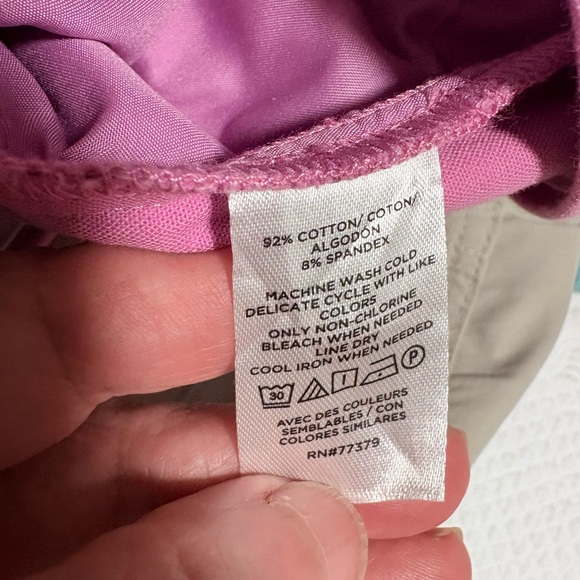 92% COTTON/ COTON/
ALGODÓN
8% SPANDEX
MACHINE WASH COLD
DELICATE CYCLE WITH LIKE
COLORS
ONLY NON-CHLORINE
BLEACH WHEN NEEDED
LINE DRY
COOL IRON WHEN NEEDED
30 P
AVEC DES COULEURS
SEMBLABLES / CON
COLORES SIMILARES
RN#77379